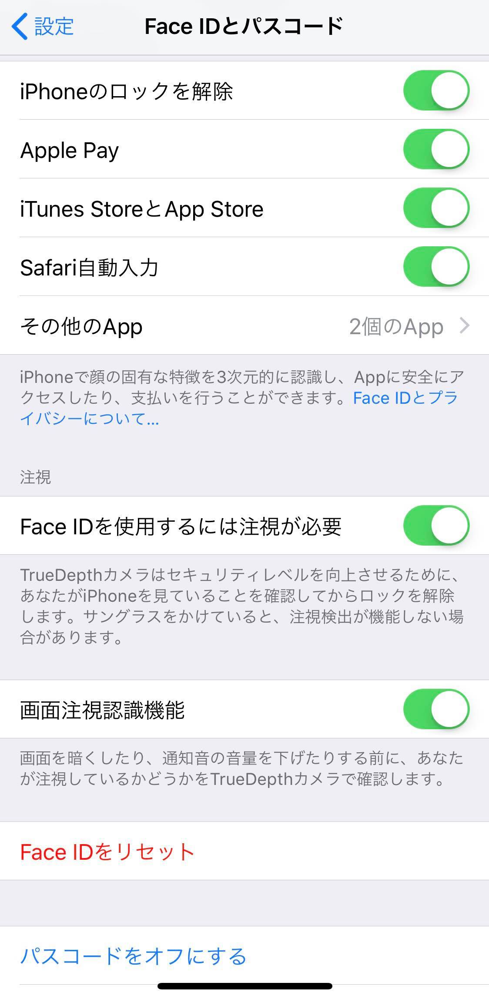 設定
Face IDとパスコード
iPhoneのロックを解除
Apple Pay
iTunes StoreとApp Store
Safari自動入力
その他のApp
2個のApp
iPhoneで顔の固有な特徴を3次元的に認識し、Appに安全にア
クセスしたり、支払いを行うことができます。Face IDとプラ
イバシーについて...
注視
Face IDを使用するには注視が必要
TrueDepthカメラはセキュリティレベルを向上させるために、
あなたがiPhoneを見ていることを確認してからロックを解除
します。サングラスをかけていると、注視検出が機能しない場
合があります。
画面注視認識機能
画面を暗くしたり、通知音の音量を下げたりする前に、あなた
が注視しているかどうかをTrueDepthカメラで確認します。
Face IDをリセット
パスコードをオフにする